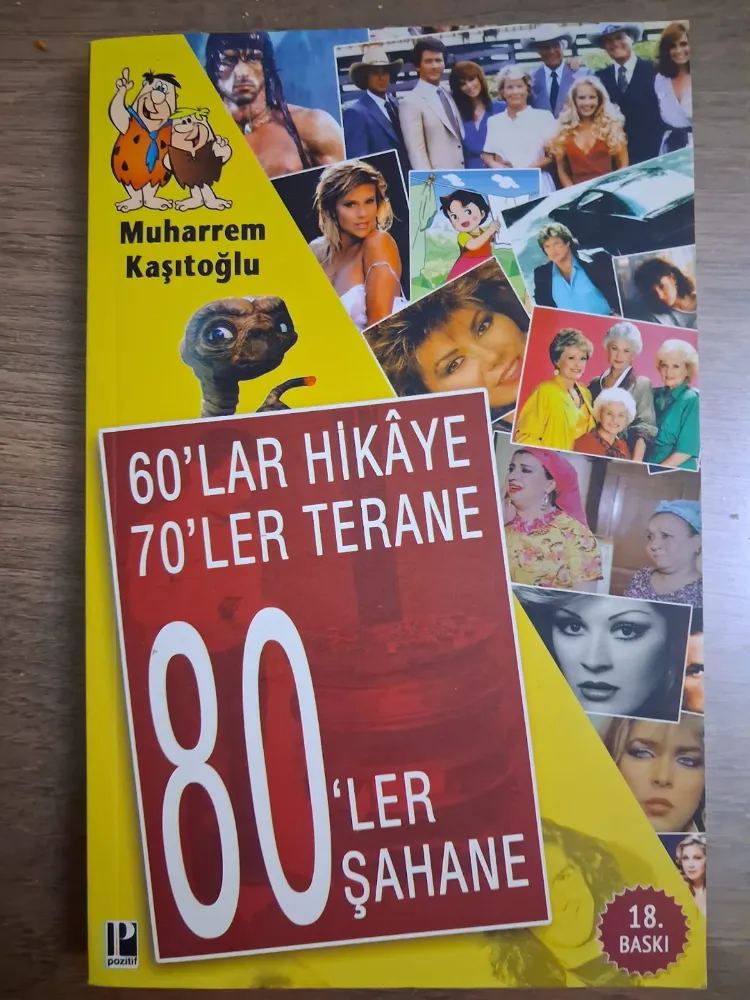 Muharrem
Kaşıtoğlu
60'LAR HİKÂYE
70'LER TERANE
80'LER
ŞAHANE
P
pozitif
18.
BASKI